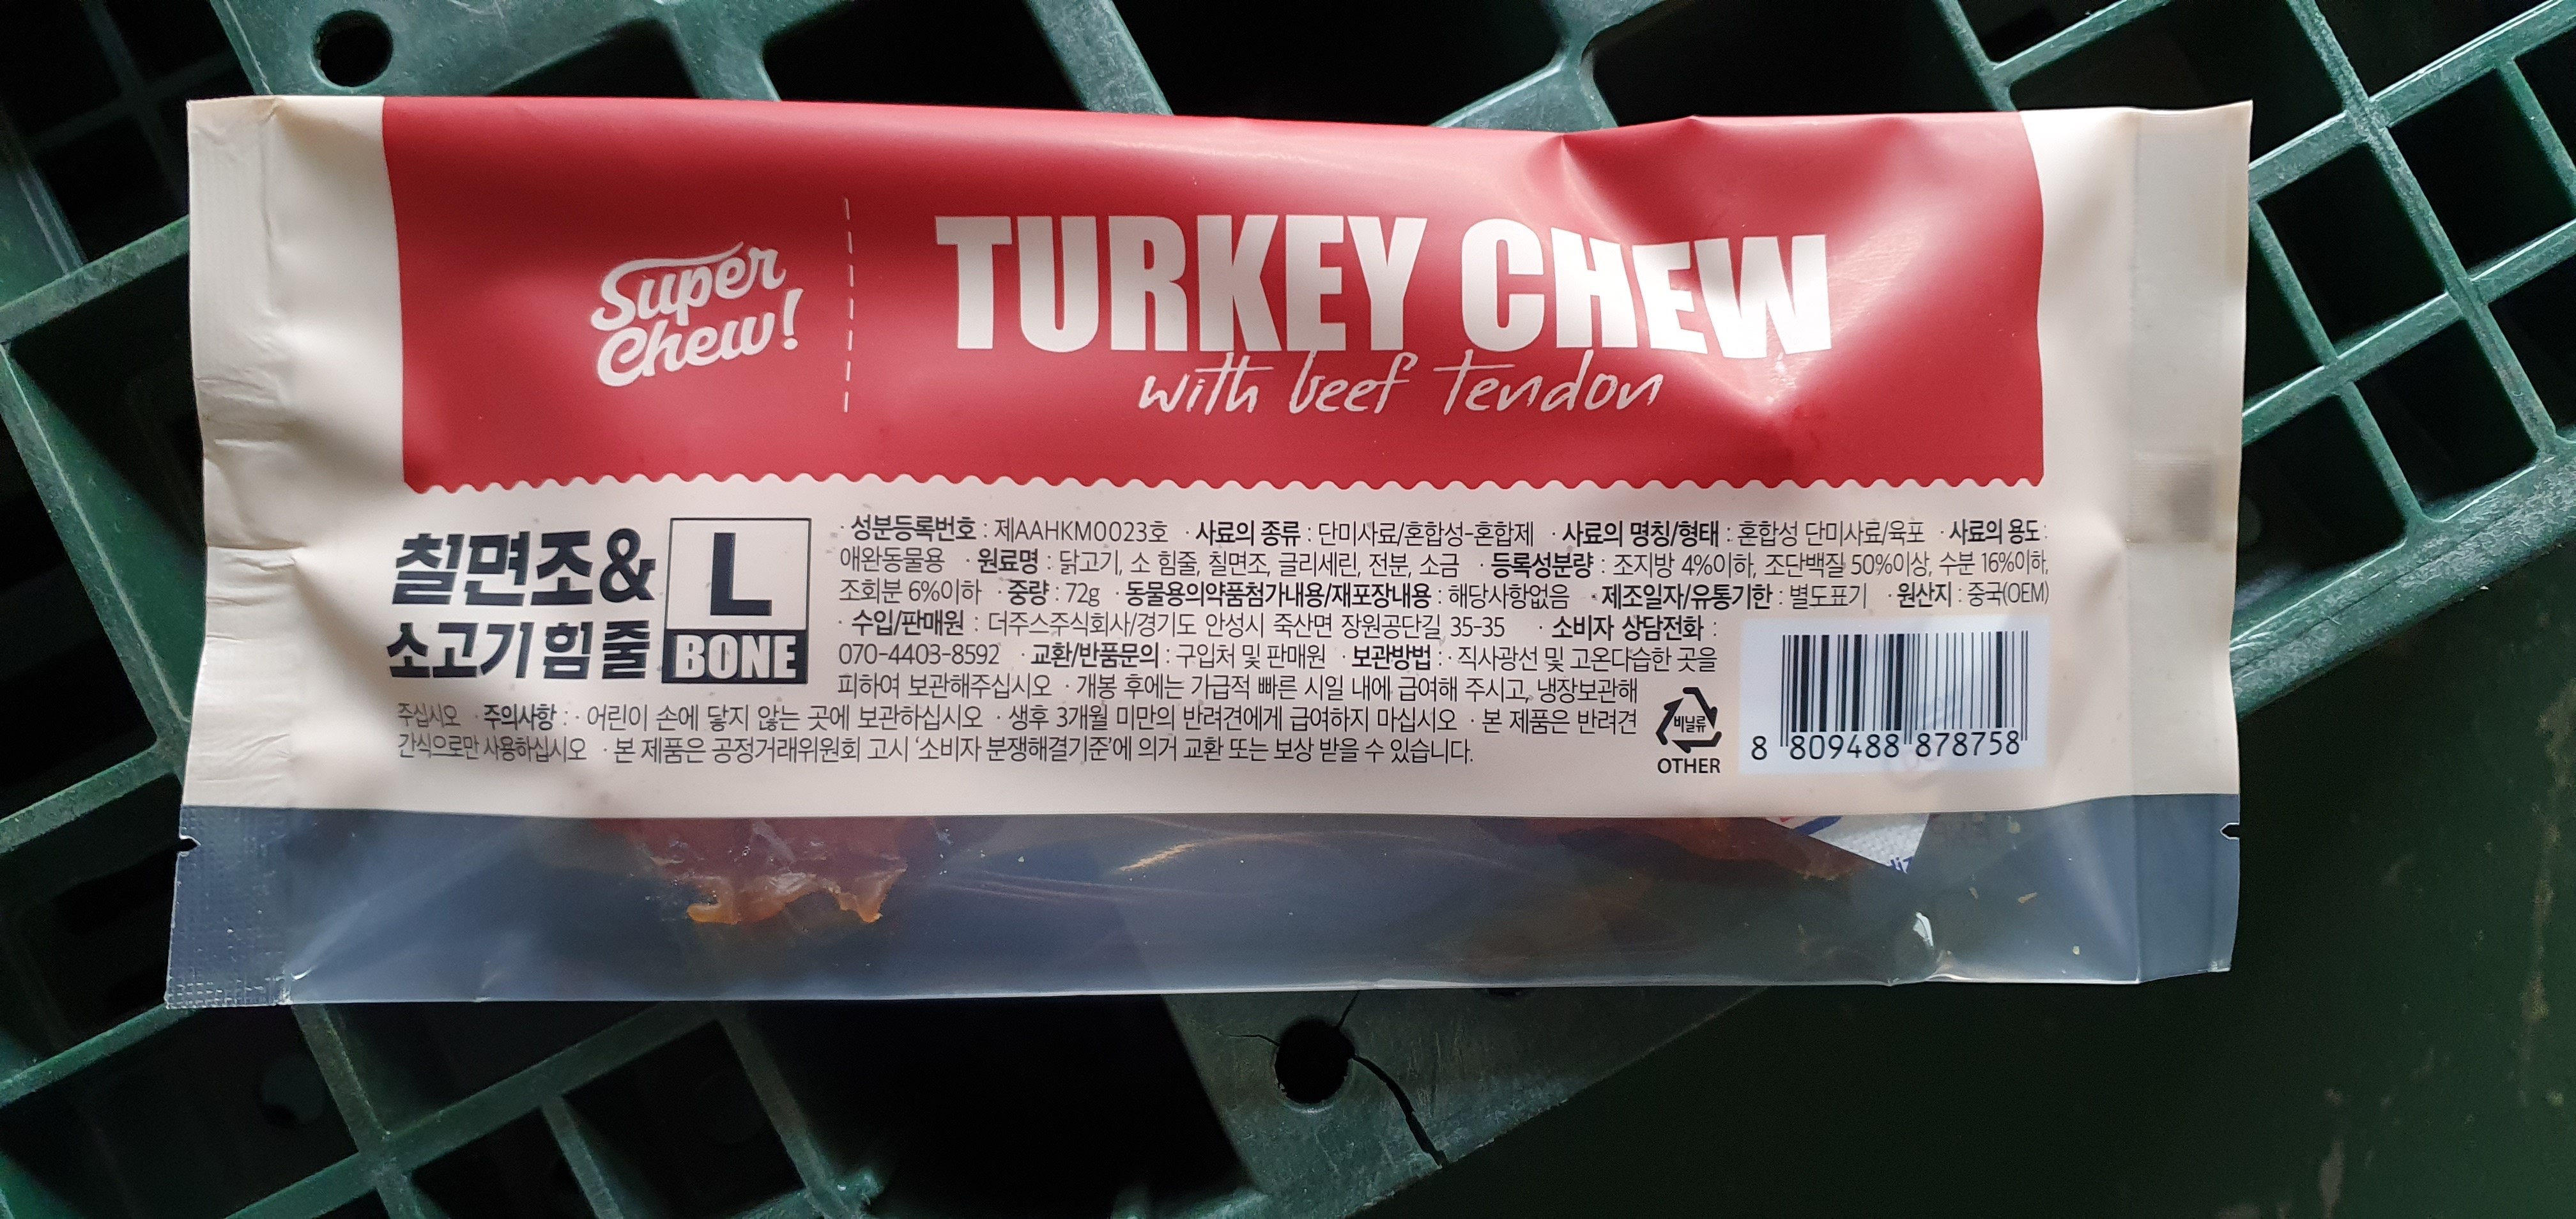 Super
Chew!
TURKEY CHEW
with beef tendon
칠면조&
소고기 힘줄
L
BONE
· 성분등록번호 : 제AAHKM0023호 · 사료의 종류 : 단미사료/혼합성-혼합제 · 사료의 명칭/형태 : 혼합성 단미사료/육포 · 사료의 용도 :
애완동물용 · 원료명 : 닭고기, 소 힘줄, 칠면조, 글리세린, 전분, 소금 · 등록성분량 : 조지방 4%이하, 조단백질 50%이상, 수분 16%이하,
조회분 6%이하 · 중량 : 72g · 동물용의약품첨가내용/재포장내용 : 해당사항없음 · 제조일자/유통기한 : 별도표기 · 원산지 : 중국(OEM)
· 수입/판매원 : 더주스주식회사/경기도 안성시 죽산면 장원공단길 35-35 · 소비자 상담전화 :
070-4403-8592 · 교환/반품문의 : 구입처 및 판매원 · 보관방법 : · 직사광선 및 고온다습한 곳을
피하여 보관해주십시오 · 개봉 후에는 가급적 빠른 시일 내에 급여해 주시고, 냉장보관해
주십시오 · 주의사항 : · 어린이 손에 닿지 않는 곳에 보관하십시오 · 생후 3개월 미만의 반려견에게 급여하지 마십시오 · 본 제품은 반려견
간식으로만 사용하십시오 · 본 제품은 공정거래위원회 고시 '소비자 분쟁해결기준'에 의거 교환 또는 보상 받을 수 있습니다.
비닐류
OTHER
8 809488 878758